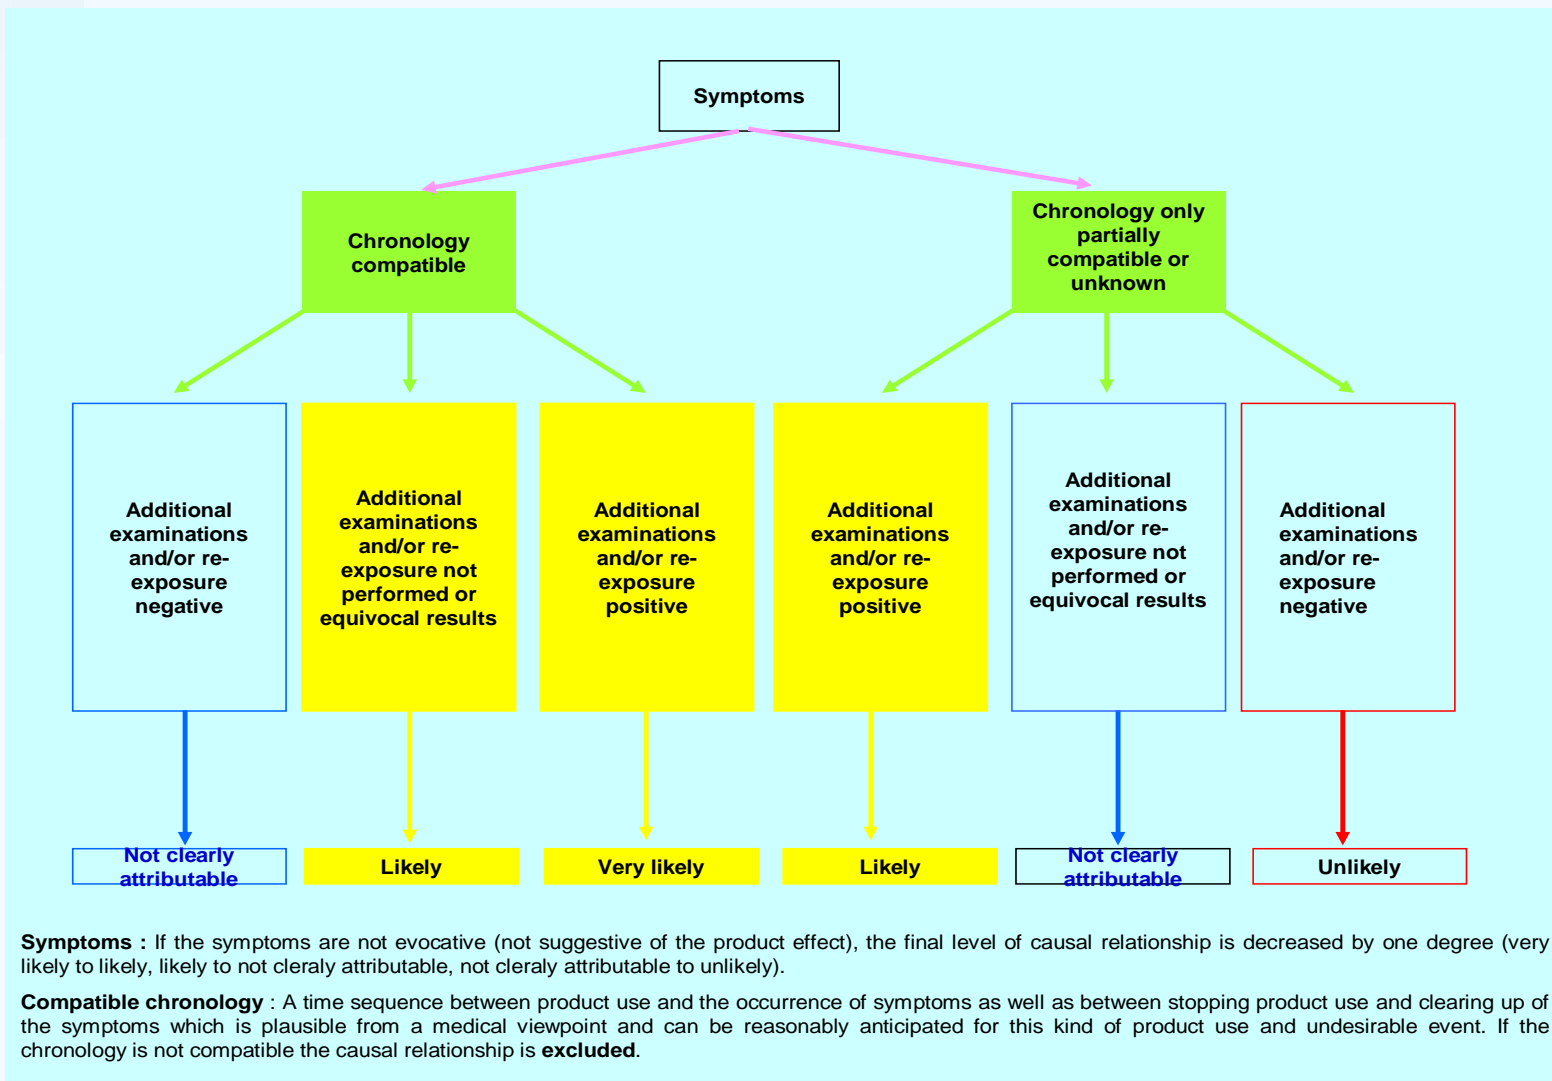 Symptoms
Chronology
compatible
Chronology only
partially
compatible or
unknown
Additional
examinations
and/or re-
exposure
negative
Additional
examinations
and/or re-
exposure not
performed or
equivocal results
Additional
examinations
and/or re-
exposure
positive
Additional
examinations
and/or re-
exposure
positive
Additional
examinations
and/or re-
exposure not
performed or
equivocal results
Additional
examinations
and/or re-
exposure
negative
Not clearly
attributable
Likely
Very likely
Likely
Not clearly
attributable
Unlikely
Symptoms : If the symptoms are not evocative (not suggestive of the product effect), the final level of causal relationship is decreased by one degree (very
likely to likely, likely to not cleraly attributable, not cleraly attributable to unlikely).
Compatible chronology : A time sequence between product use and the occurrence of symptoms as well as between stopping product use and clearing up of
the symptoms which is plausible from a medical viewpoint and can be reasonably anticipated for this kind of product use and undesirable event. If the
chronology is not compatible the causal relationship is excluded.